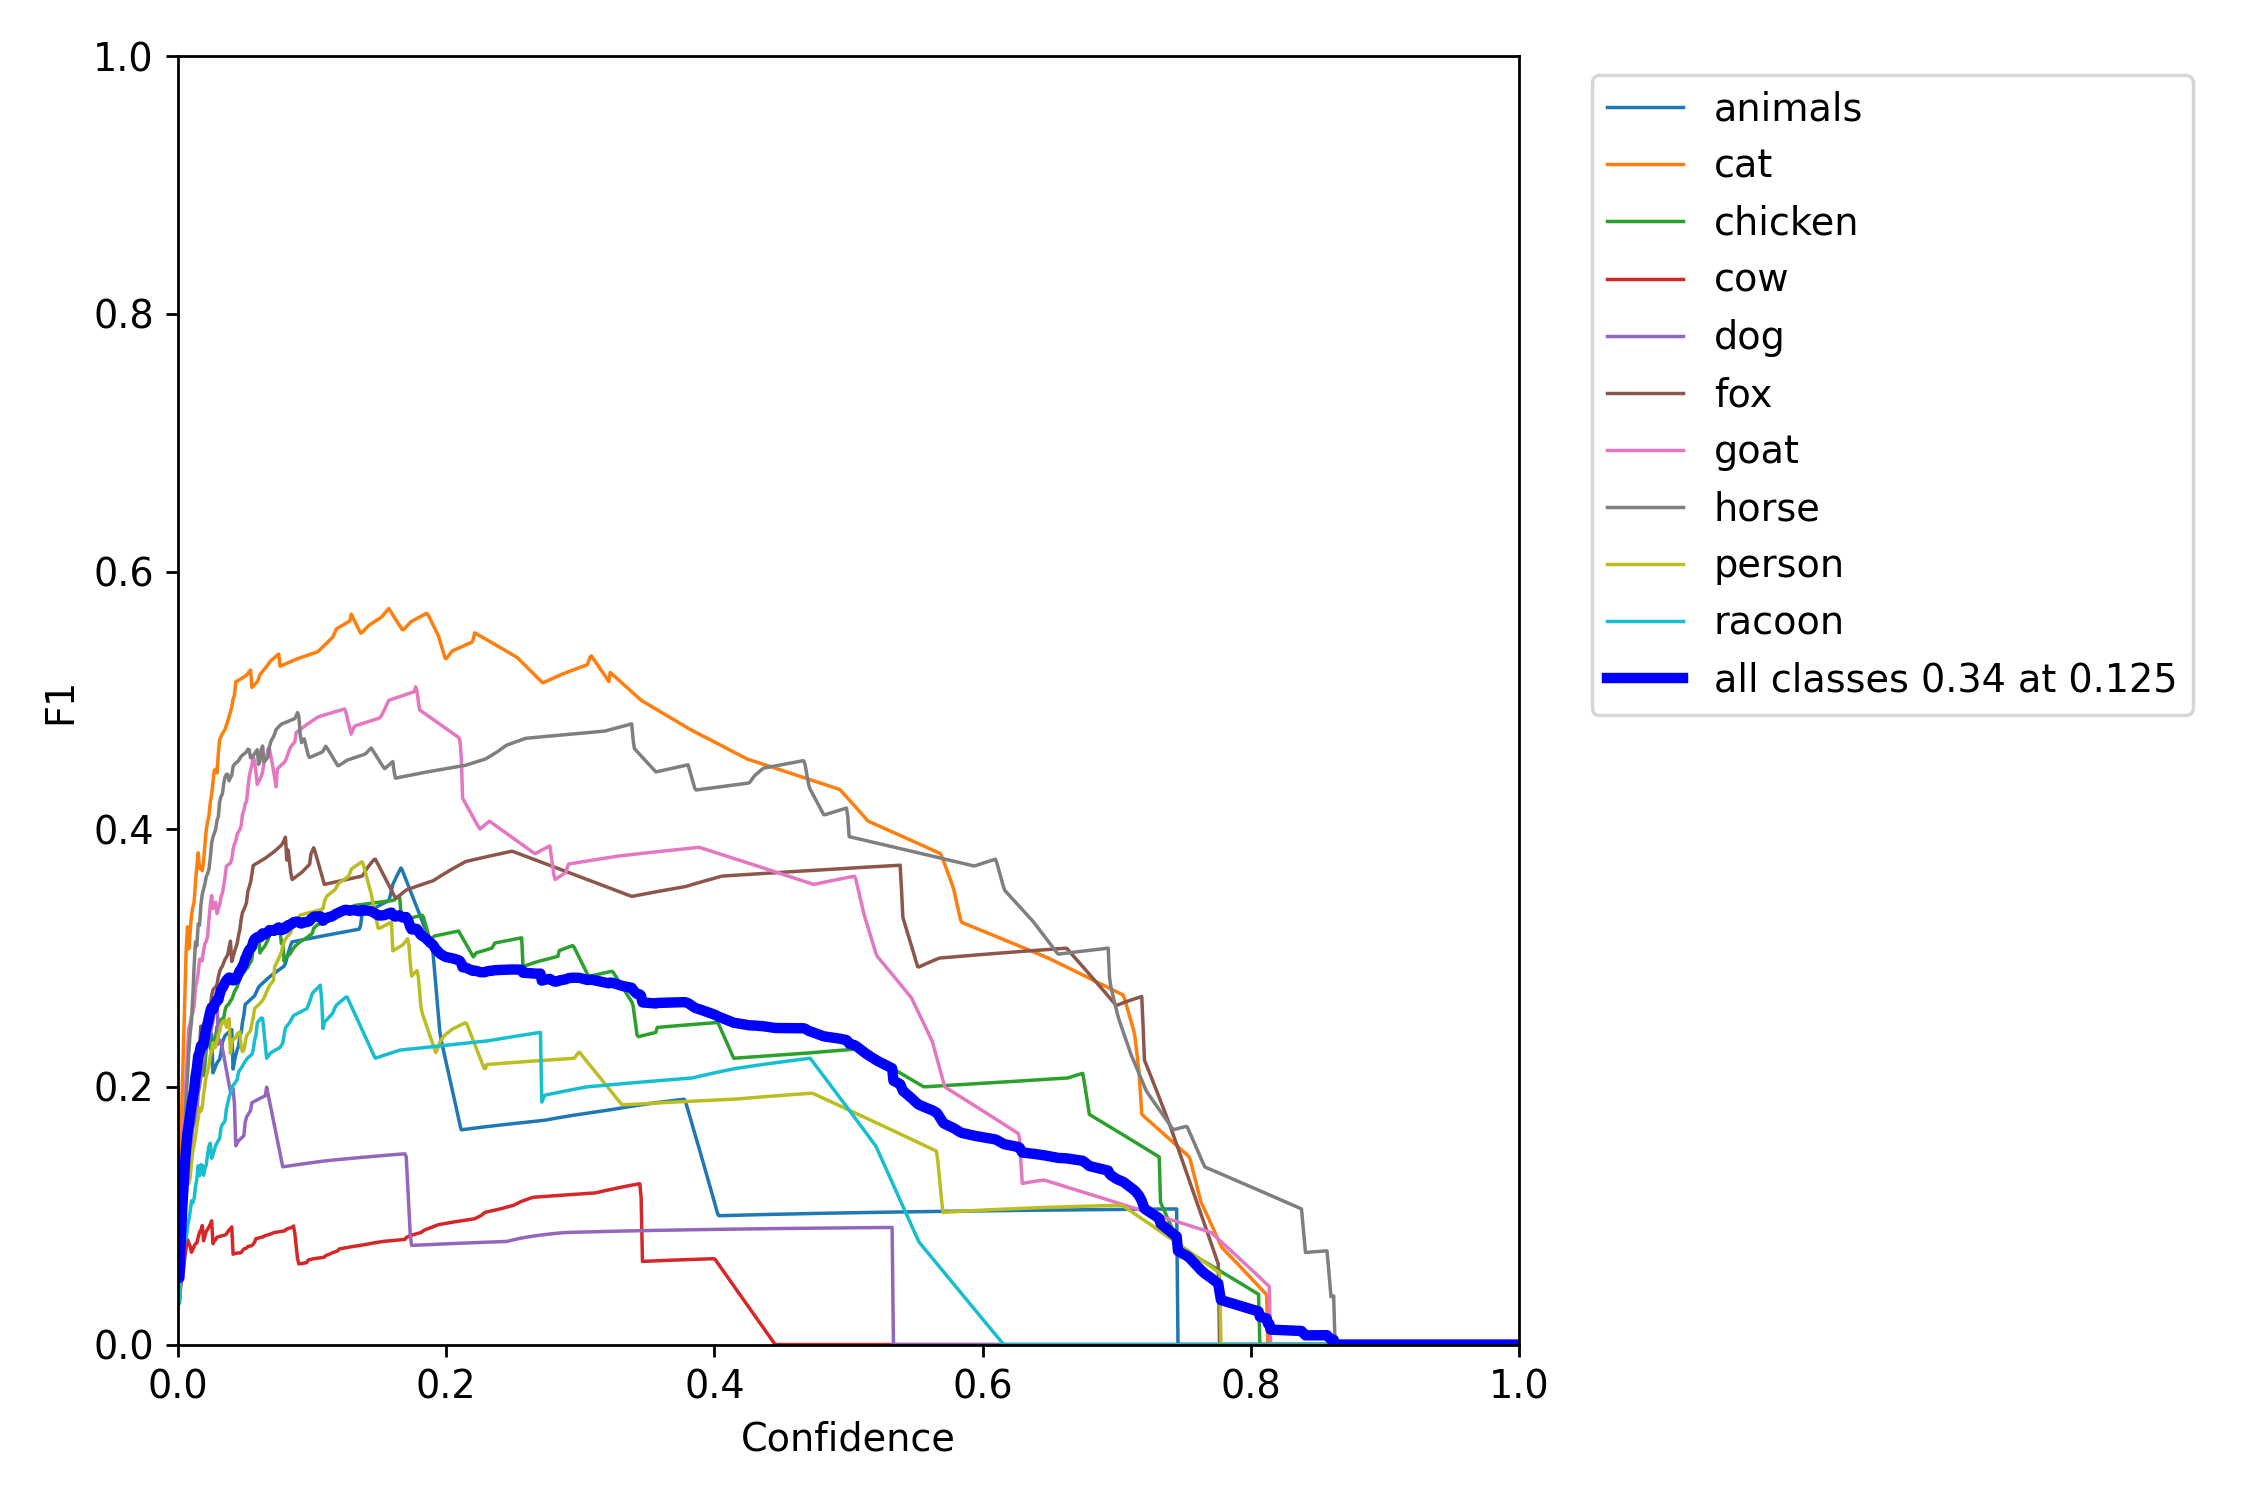 1.0
0.8
0.6
0.4
0.2
0.0
F1
0.0 0.2 0.4 0.6 0.8 1.0
Confidence
animals
cat
chicken
cow
dog
fox
goat
horse
person
racoon
all classes 0.34 at 0.125